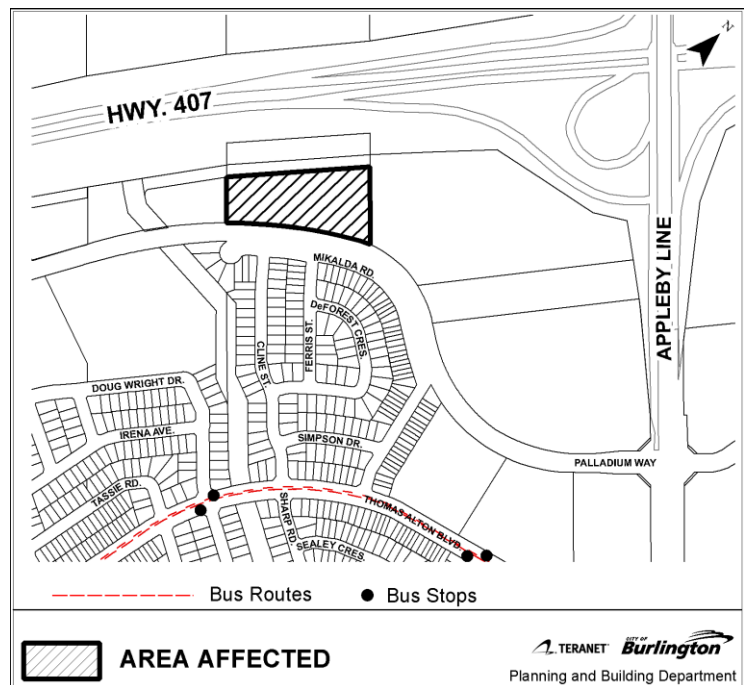 N
HWY. 407
APPLEBY LINE
MIKALDA RD.
DeFOREST CRES.
FERRIS ST.
CLINE ST.
DOUG WRIGHT DR.
IRENA AVE.
SIMPSON DR.
PALLADIUM WAY
TASSIE RD.
SHARP RD.
THOMAS ALTON BLVD.
SEALEY CRES.
Bus Routes
Bus Stops
AREA AFFECTED
TERANET
CITY OF
Burlington
Planning and Building Department